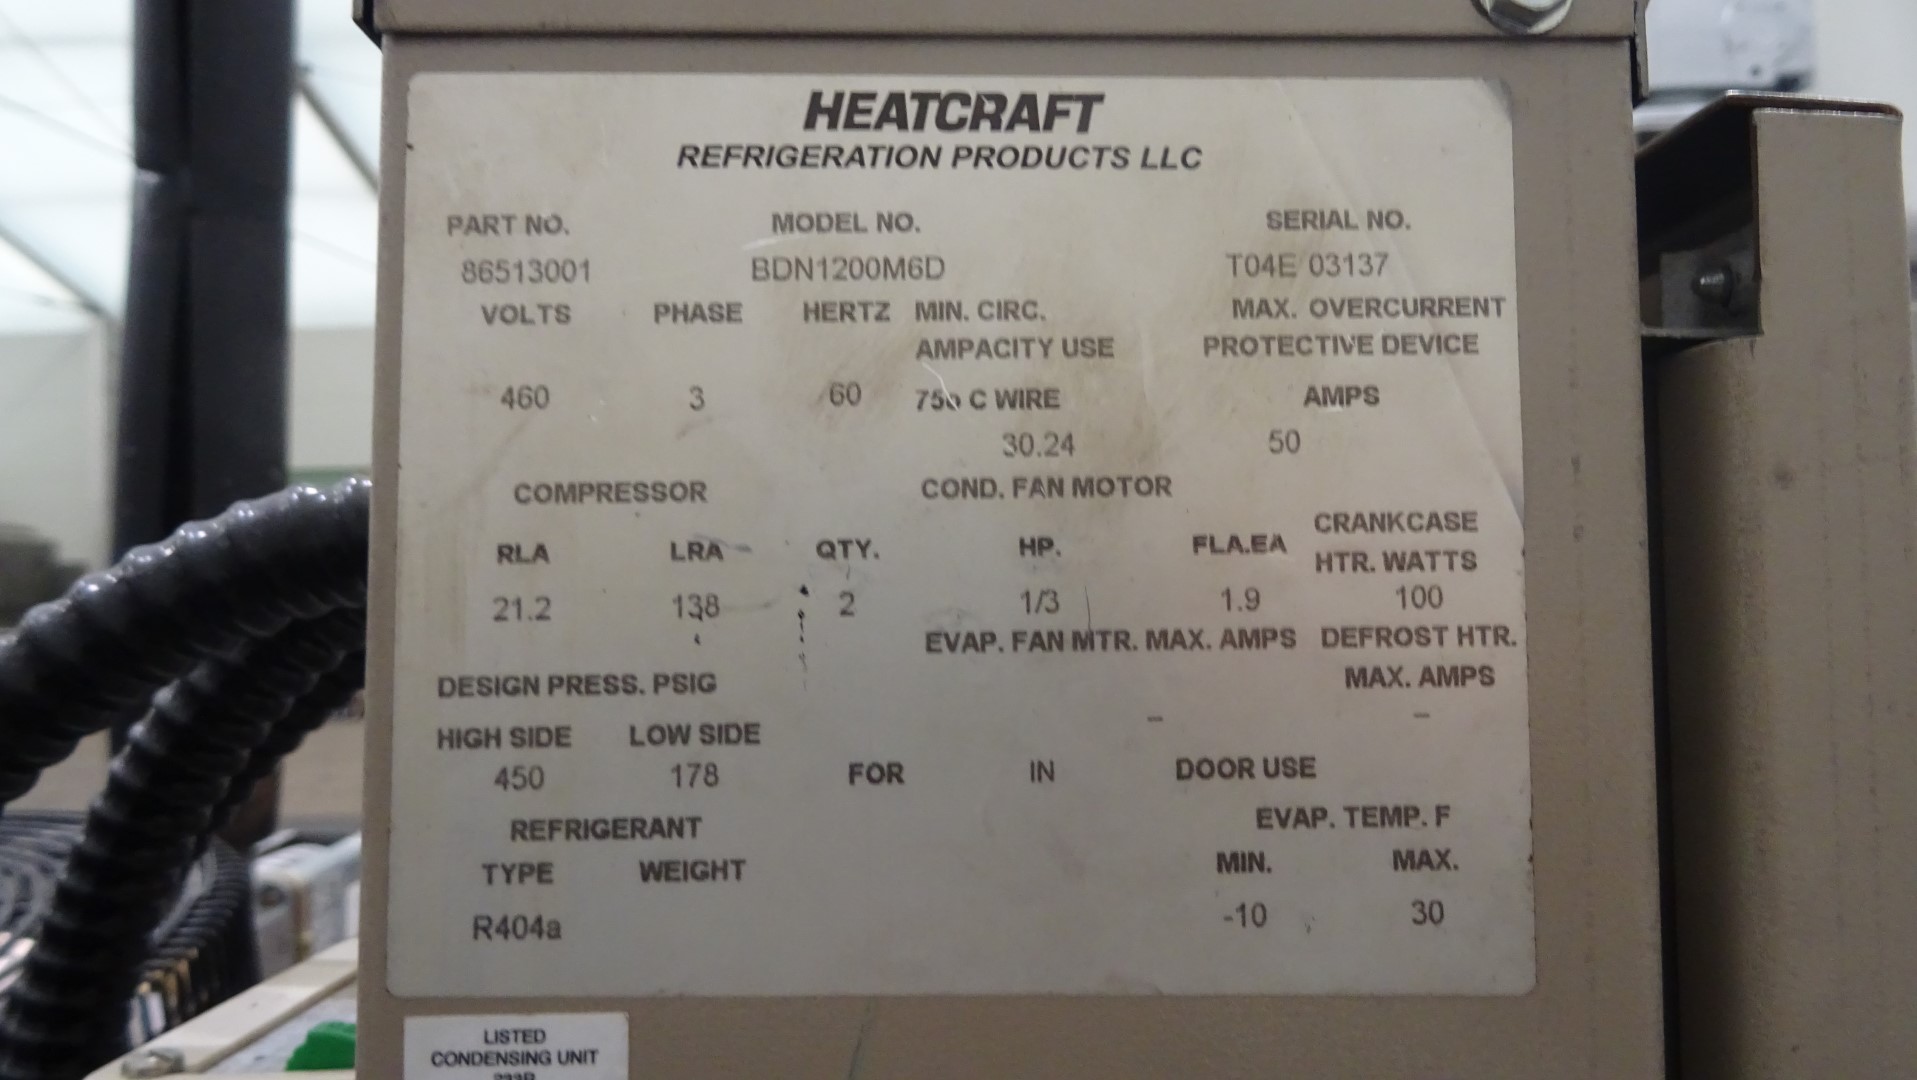 HEATCRAFT
REFRIGERATION PRODUCTS LLC
PART NO. MODEL NO. SERIAL NO.
86513001 BDN1200M6D T04E 03137
VOLTS PHASE HERTZ MIN. CIRC. MAX. OVERCURRENT
AMPACITY USE PROTECTIVE DEVICE
460 3 60 75o C WIRE AMPS
30.24 50
COMPRESSOR COND. FAN MOTOR
CRANKCASE
RLA LRA QTY. HP. FLA.EA HTR. WATTS
21.2 138 2 1/3 1.9 100
EVAP. FAN MTR. MAX. AMPS DEFROST HTR.
DESIGN PRESS. PSIG MAX. AMPS
– –
HIGH SIDE LOW SIDE
450 178 FOR IN DOOR USE
REFRIGERANT EVAP. TEMP. F
TYPE WEIGHT MIN. MAX.
R404a -10 30
LISTED
CONDENSING UNIT